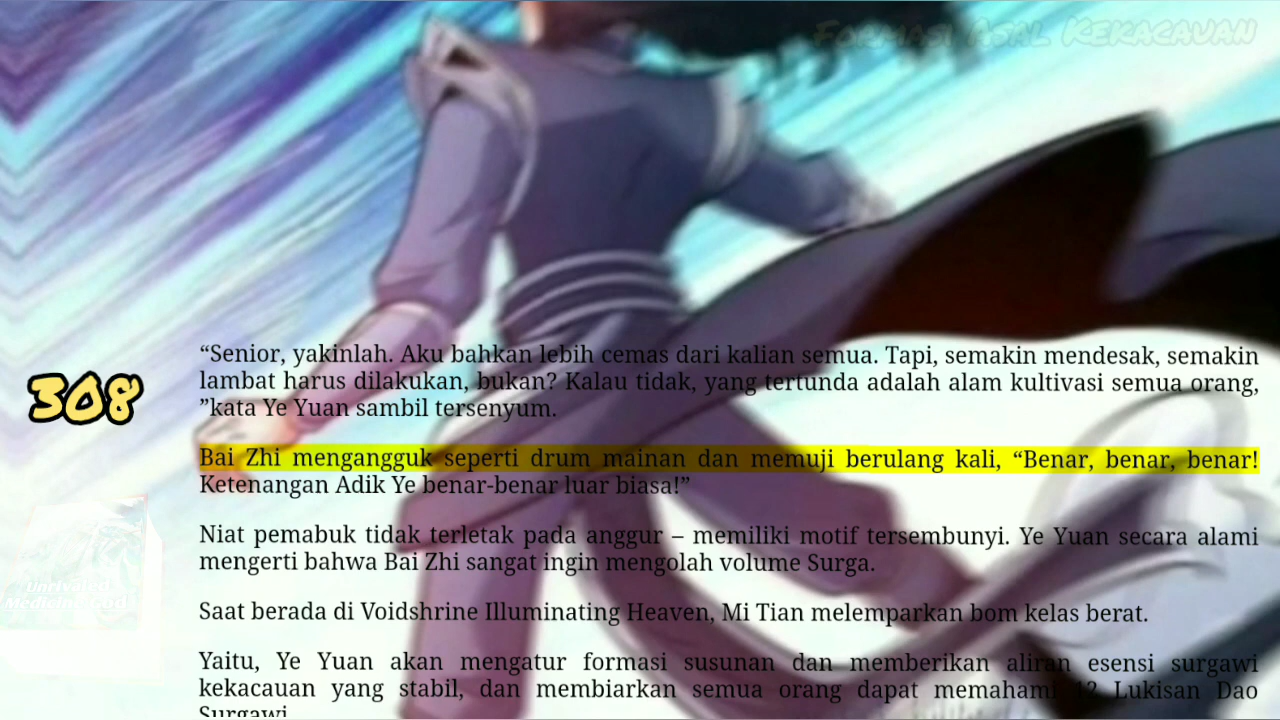 Formasi Asal Kekacauan
“Senior, yakinlah. Aku bahkan lebih cemas dari kalian semua. Tapi, semakin mendesak, semakin
lambat harus dilakukan, bukan? Kalau tidak, yang tertunda adalah alam kultivasi semua orang,
”kata Ye Yuan sambil tersenyum.
308
Bai Zhi mengangguk seperti drum mainan dan memuji berulang kali, “Benar, benar, benar!
Ketenangan Adik Ye benar-benar luar biasa!”
Niat pemabuk tidak terletak pada anggur – memiliki motif tersembunyi. Ye Yuan secara alami
mengerti bahwa Bai Zhi sangat ingin mengolah volume Surga.
Unrivaled
Medicine God
Saat berada di Voidshrine Illuminating Heaven, Mi Tian melemparkan bom kelas berat.
Yaitu, Ye Yuan akan mengatur formasi susunan dan memberikan aliran esensi surgawi
kekacauan yang stabil, dan membiarkan semua orang dapat memahami 12 Lukisan Dao
Surgawi